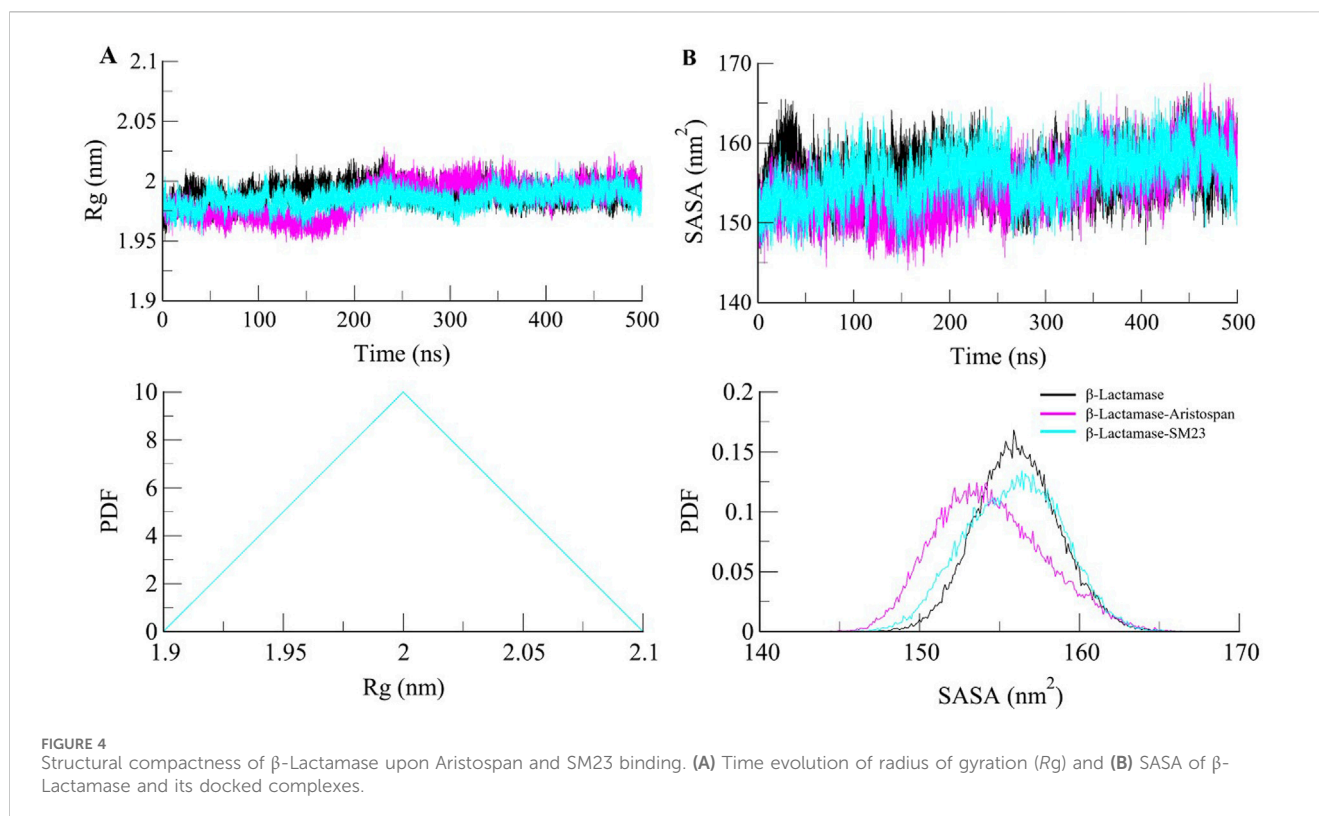 A
2.1
2.05
2
1.95
1.9
Rg (nm)
0 100 200 300 400 500
Time (ns)
B
170
160
150
140
SASA (nm²)
0 100 200 300 400 500
Time (ns)
10
8
6
4
2
0
PDF
1.9 1.95 2 2.05 2.1
Rg (nm)
0.2
0.15
0.1
0.05
0
PDF
β-Lactamase
β-Lactamase-Aristospan
β-Lactamase-SM23
140 150 160 170
SASA (nm²)
FIGURE 4
Structural compactness of β-Lactamase upon Aristospan and SM23 binding. (A) Time evolution of radius of gyration (Rg) and (B) SASA of β-
Lactamase and its docked complexes.